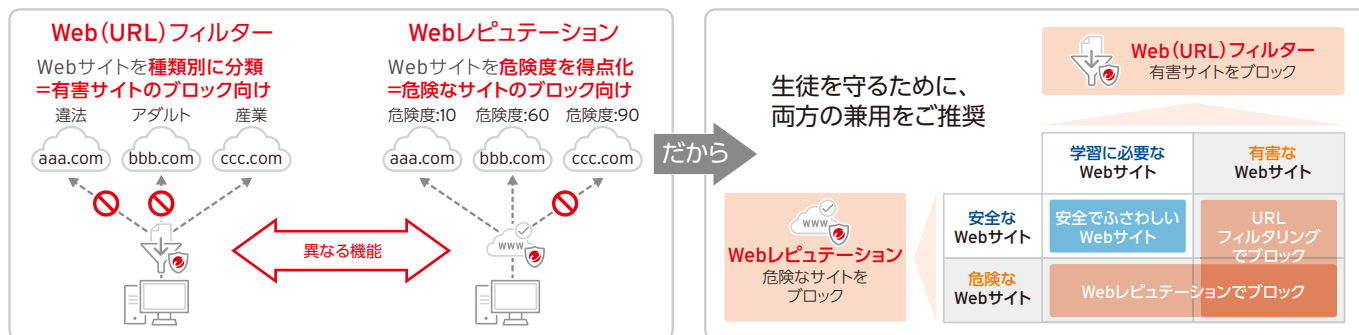 Web(URL)フィルター
Webサイトを種類別に分類
=有害サイトのブロック向け
違法 アダルト 産業
aaa.com bbb.com ccc.com
Webレピュテーション
Webサイトを危険度を得点化
=危険なサイトのブロック向け
危険度:10 危険度:60 危険度:90
aaa.com bbb.com ccc.com
WWW
異なる機能
だから
生徒を守るために、
両方の兼用をご推奨
Web(URL)フィルター
有害サイトをブロック
WWW
Webレピュテーション
危険なサイトを
ブロック
学習に必要な
Webサイト
有害な
Webサイト
安全な
Webサイト
安全でふさわしい
Webサイト
URL
フィルタリング
でブロック
危険な
Webサイト
Webレピュテーションでブロック